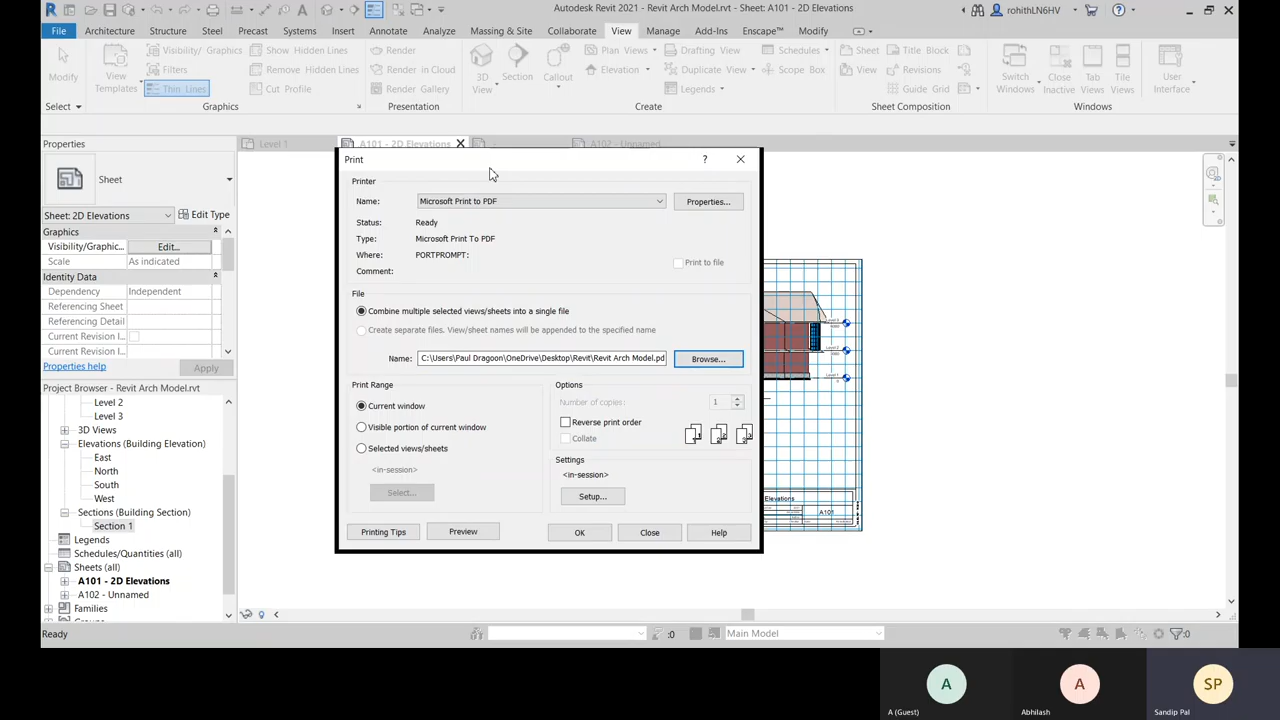 Autodesk Revit 2021 - Revit Arch Model.rvt - Sheet: A101 - 2D Elevations
rohithLN6HV
File Architecture Structure Steel Precast Systems Insert Annotate Analyze Massing & Site Collaborate View Manage Add-Ins Enscape™ Modify
Visibility/ Graphics Show Hidden Lines Render Plan Views Drafting View Schedules Sheet Title Block
Filters Remove Hidden Lines Render in Cloud Elevation Duplicate View Scope Box View Revisions
Modify View Templates Thin Lines Cut Profile Render Gallery 3D View Section Callout Legends Guide Grid Switch Windows Close Inactive Tab Views Tile Views User Interface
Select Graphics Presentation Create Sheet Composition Windows
Properties
Level 1 A101 - 2D Elevations A102 - Unnamed
Sheet
Sheet: 2D Elevations Edit Type
Graphics
Visibility/Graphic... Edit...
Scale As indicated
Identity Data
Dependency Independent
Referencing Sheet
Referencing Detail
Current Revision I
Current Revision I...
Properties help Apply
Project Browser - Revit Arch Model.rvt
Level 2
Level 3
3D Views
Elevations (Building Elevation)
East
North
South
West
Sections (Building Section)
Section 1
Legends
Schedules/Quantities (all)
Sheets (all)
A101 - 2D Elevations
A102 - Unnamed
Families
Print
Printer
Name: Microsoft Print to PDF Properties...
Status: Ready
Type: Microsoft Print To PDF
Where: PORTPROMPT:
Comment: Print to file
File
Combine multiple selected views/sheets into a single file
Create separate files. View/sheet names will be appended to the specified name
Name: C:\Users\Paul Dragoon\OneDrive\Desktop\Revit\Revit Arch Model.pd Browse...
Print Range
Current window
Visible portion of current window
Selected views/sheets
<in-session>
Select...
Options
Number of copies: 1
Reverse print order
Collate
Settings
<in-session>
Setup...
Printing Tips Preview OK Close Help
Elevations
A101
Ready :0 Main Model :0
A SP
A (Guest) Abhilash Sandip Pal